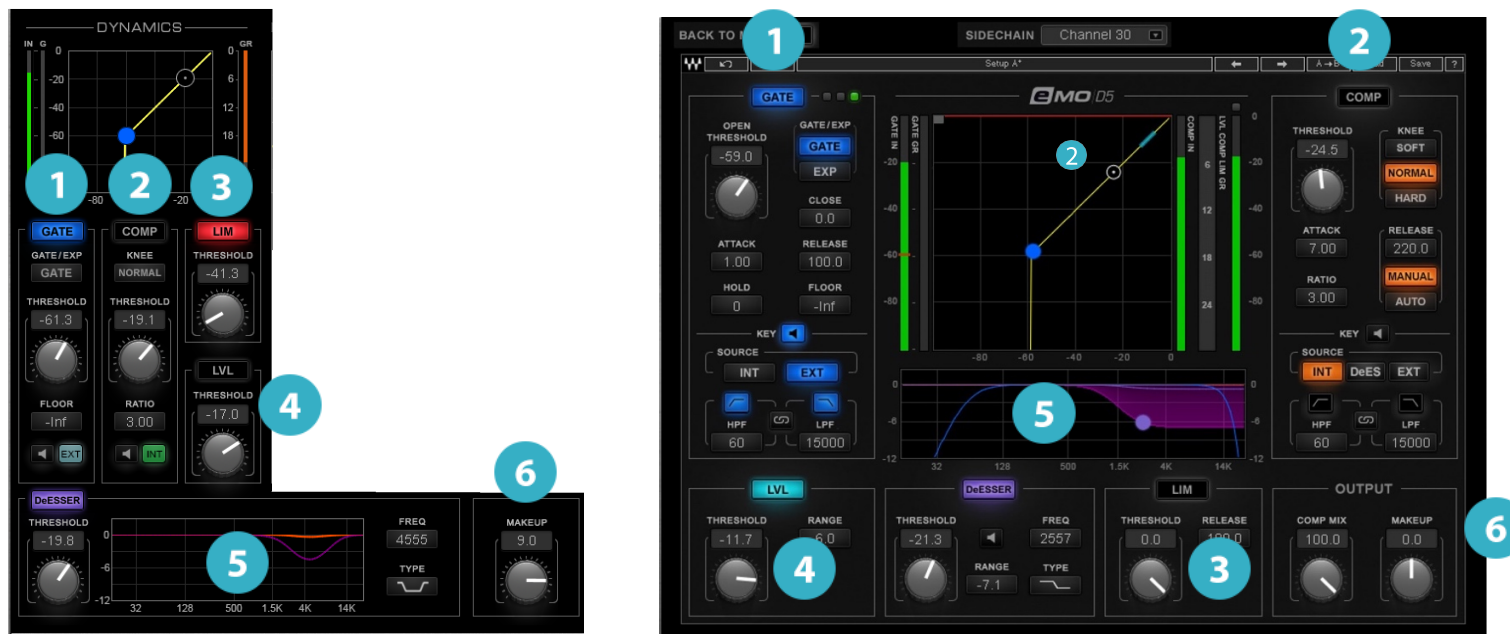 DYNAMICS
IN G GR
0 0
-20 6
-40 12
-60 18
-80 -20
1 2 3
GATE COMP LIM
GATE/EXP KNEE THRESHOLD
GATE NORMAL -41.3
THRESHOLD THRESHOLD
-61.3 -19.1
LVL
THRESHOLD
-17.0
4
FLOOR RATIO
-Inf 3.00
EXT INT
6
DeESSER
THRESHOLD
-19.8
0
-6
-12
32 128 500 1.5K 4K 14K
5
FREQ
4555
TYPE
MAKEUP
9.0
BACK TO
SIDECHAIN Channel 30
1 2
Setup A* A→B Save ?
GATE
OPEN THRESHOLD
-59.0
GATE/EXP
GATE
EXP
CLOSE
0.0
ATTACK RELEASE
1.00 100.0
HOLD FLOOR
0 -Inf
KEY
SOURCE
INT EXT
HPF LPF
60 15000
eMO D5
GATE IN
GATE GR
-20
-40
-60
-80
2
-80 -60 -40 -20 0
COMP IN
LVL COMP LIM GR
6
12
18
24
0
-20
-40
-60
-80
0
-6
-12
5
0
-6
-12
32 128 500 1.5K 4K 14K
COMP
THRESHOLD
-24.5
KNEE
SOFT
NORMAL
HARD
ATTACK RELEASE
7.00 220.0
RATIO MANUAL
3.00 AUTO
KEY
SOURCE
INT DeES EXT
HPF LPF
60 15000
LVL
THRESHOLD RANGE
-11.7
4
DeESSER
THRESHOLD FREQ
-21.3 2557
RANGE TYPE
-7.1
LIM
THRESHOLD RELEASE
0.0
3
OUTPUT
COMP MIX MAKEUP
100.0 0.0
6